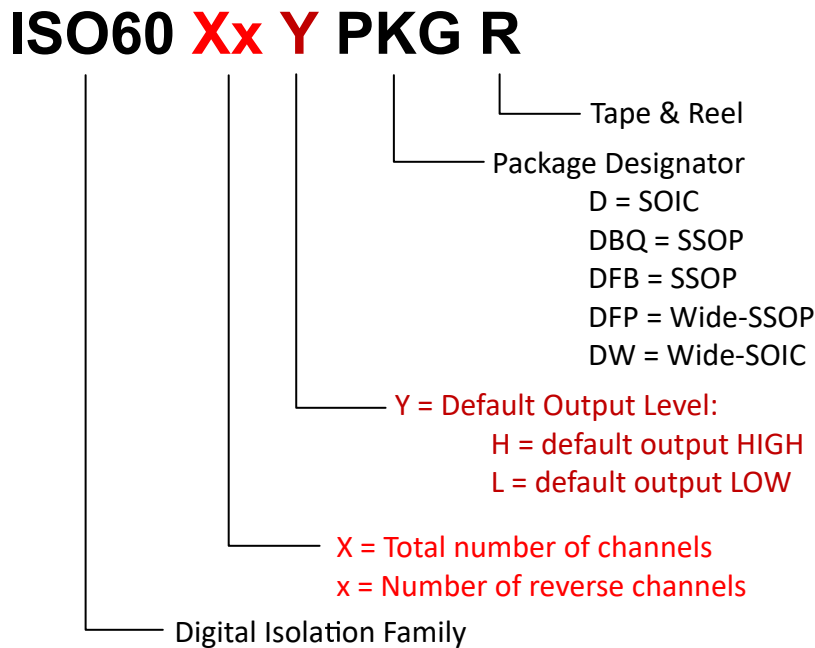 ISO60 Xx Y PKG R
Tape & Reel
Package Designator
D = SOIC
DBQ = SSOP
DFB = SSOP
DFP = Wide-SSOP
DW = Wide-SOIC
Y = Default Output Level:
H = default output HIGH
L = default output LOW
X = Total number of channels
x = Number of reverse channels
Digital Isolation Family